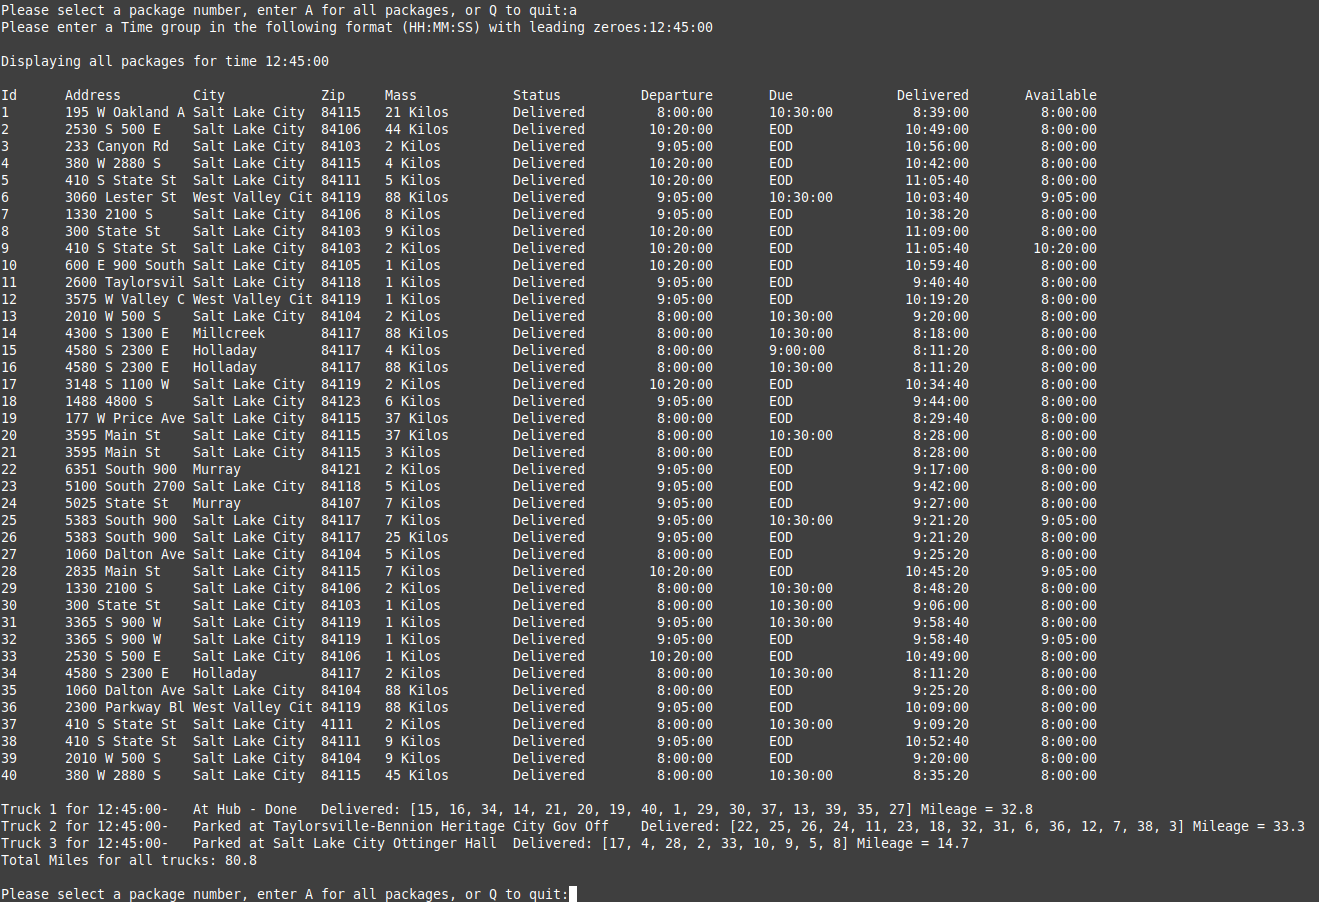 Please select a package number, enter A for all packages, or Q to quit:a
Please enter a Time group in the following format (HH:MM:SS) with leading zeroes:12:45:00
Displaying all packages for time 12:45:00
Id Address City Zip Mass Status Departure Due Delivered Available
1 195 W Oakland A Salt Lake City 84115 21 Kilos Delivered 8:00:00 10:30:00 8:39:00 8:00:00
2 2530 S 500 E Salt Lake City 84106 44 Kilos Delivered 10:20:00 EOD 10:49:00 8:00:00
3 233 Canyon Rd Salt Lake City 84103 2 Kilos Delivered 9:05:00 EOD 10:56:00 8:00:00
4 380 W 2880 S Salt Lake City 84115 4 Kilos Delivered 10:20:00 EOD 10:42:00 8:00:00
5 410 S State St Salt Lake City 84111 5 Kilos Delivered 10:20:00 EOD 11:05:40 8:00:00
6 3060 Lester St West Valley Cit 84119 88 Kilos Delivered 9:05:00 10:30:00 10:03:40 9:05:00
7 1330 2100 S Salt Lake City 84106 8 Kilos Delivered 9:05:00 EOD 10:38:20 8:00:00
8 300 State St Salt Lake City 84103 9 Kilos Delivered 10:20:00 EOD 11:09:00 8:00:00
9 410 S State St Salt Lake City 84103 2 Kilos Delivered 10:20:00 EOD 11:05:40 10:20:00
10 600 E 900 South Salt Lake City 84105 1 Kilos Delivered 10:20:00 EOD 10:59:40 8:00:00
11 2600 Taylorsvil Salt Lake City 84118 1 Kilos Delivered 9:05:00 EOD 9:40:40 8:00:00
12 3575 W Valley C West Valley Cit 84119 1 Kilos Delivered 9:05:00 EOD 10:19:20 8:00:00
13 2010 W 500 S Salt Lake City 84104 2 Kilos Delivered 8:00:00 10:30:00 9:20:00 8:00:00
14 4300 S 1300 E Millcreek 84117 88 Kilos Delivered 8:00:00 10:30:00 8:18:00 8:00:00
15 4580 S 2300 E Holladay 84117 4 Kilos Delivered 8:00:00 9:00:00 8:11:20 8:00:00
16 4580 S 2300 E Holladay 84117 88 Kilos Delivered 8:00:00 10:30:00 8:11:20 8:00:00
17 3148 S 1100 W Salt Lake City 84119 2 Kilos Delivered 10:20:00 EOD 10:34:40 8:00:00
18 1488 4800 S Salt Lake City 84123 6 Kilos Delivered 9:05:00 EOD 9:44:00 8:00:00
19 177 W Price Ave Salt Lake City 84115 37 Kilos Delivered 8:00:00 EOD 8:29:40 8:00:00
20 3595 Main St Salt Lake City 84115 37 Kilos Delivered 8:00:00 10:30:00 8:28:00 8:00:00
21 3595 Main St Salt Lake City 84115 3 Kilos Delivered 8:00:00 EOD 8:28:00 8:00:00
22 6351 South 900 Murray 84121 2 Kilos Delivered 9:05:00 EOD 9:17:00 8:00:00
23 5100 South 2700 Salt Lake City 84118 5 Kilos Delivered 9:05:00 EOD 9:42:00 8:00:00
24 5025 State St Murray 84107 7 Kilos Delivered 9:05:00 EOD 9:27:00 8:00:00
25 5383 South 900 Salt Lake City 84117 7 Kilos Delivered 9:05:00 10:30:00 9:21:20 9:05:00
26 5383 South 900 Salt Lake City 84117 25 Kilos Delivered 9:05:00 EOD 9:21:20 8:00:00
27 1060 Dalton Ave Salt Lake City 84104 5 Kilos Delivered 8:00:00 EOD 9:25:20 8:00:00
28 2835 Main St Salt Lake City 84115 7 Kilos Delivered 10:20:00 EOD 10:45:20 9:05:00
29 1330 2100 S Salt Lake City 84106 2 Kilos Delivered 8:00:00 10:30:00 8:48:20 8:00:00
30 300 State St Salt Lake City 84103 1 Kilos Delivered 8:00:00 10:30:00 9:06:00 8:00:00
31 3365 S 900 W Salt Lake City 84119 1 Kilos Delivered 9:05:00 10:30:00 9:58:40 8:00:00
32 3365 S 900 W Salt Lake City 84119 1 Kilos Delivered 9:05:00 EOD 9:58:40 9:05:00
33 2530 S 500 E Salt Lake City 84106 1 Kilos Delivered 10:20:00 EOD 10:49:00 8:00:00
34 4580 S 2300 E Holladay 84117 2 Kilos Delivered 8:00:00 10:30:00 8:11:20 8:00:00
35 1060 Dalton Ave Salt Lake City 84104 88 Kilos Delivered 8:00:00 EOD 9:25:20 8:00:00
36 2300 Parkway Bl West Valley Cit 84119 88 Kilos Delivered 9:05:00 EOD 10:09:00 8:00:00
37 410 S State St Salt Lake City 4111 2 Kilos Delivered 8:00:00 10:30:00 9:09:20 8:00:00
38 410 S State St Salt Lake City 84111 9 Kilos Delivered 9:05:00 EOD 10:52:40 8:00:00
39 2010 W 500 S Salt Lake City 84104 9 Kilos Delivered 8:00:00 EOD 9:20:00 8:00:00
40 380 W 2880 S Salt Lake City 84115 45 Kilos Delivered 8:00:00 10:30:00 8:35:20 8:00:00
Truck 1 for 12:45:00- At Hub - Done Delivered: [15, 16, 34, 14, 21, 20, 19, 40, 1, 29, 30, 37, 13, 39, 35, 27] Mileage = 32.8
Truck 2 for 12:45:00- Parked at Taylorsville-Bennion Heritage City Gov Off Delivered: [22, 25, 26, 24, 11, 23, 18, 32, 31, 6, 36, 12, 7, 38, 3] Mileage = 33.3
Truck 3 for 12:45:00- Parked at Salt Lake City Ottinger Hall Delivered: [17, 4, 28, 2, 33, 10, 9, 5, 8] Mileage = 14.7
Total Miles for all trucks: 80.8
Please select a package number, enter A for all packages, or Q to quit: